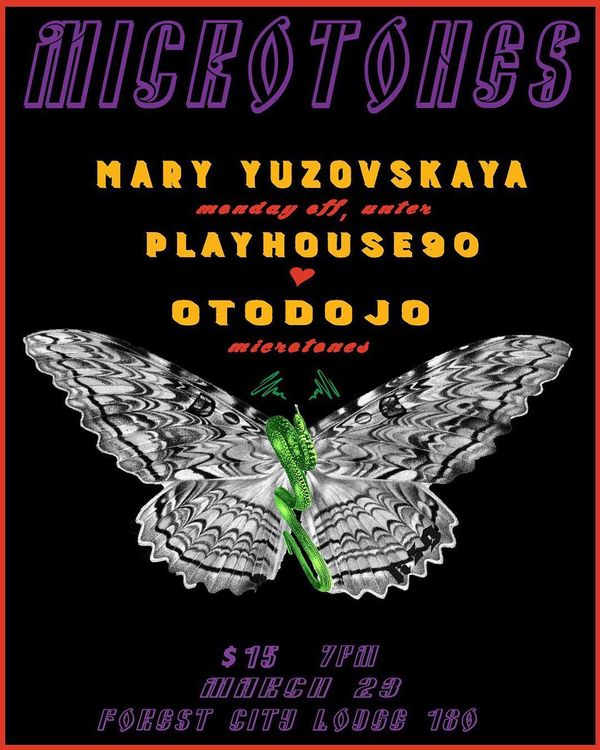 MICROTONES
MARY YUZOVSKAYA
monday off, unter
PLAYHOUSE90
OTODOJO
microtones
$15 7PM
MARCH 23
FOREST CITY LODGE 180